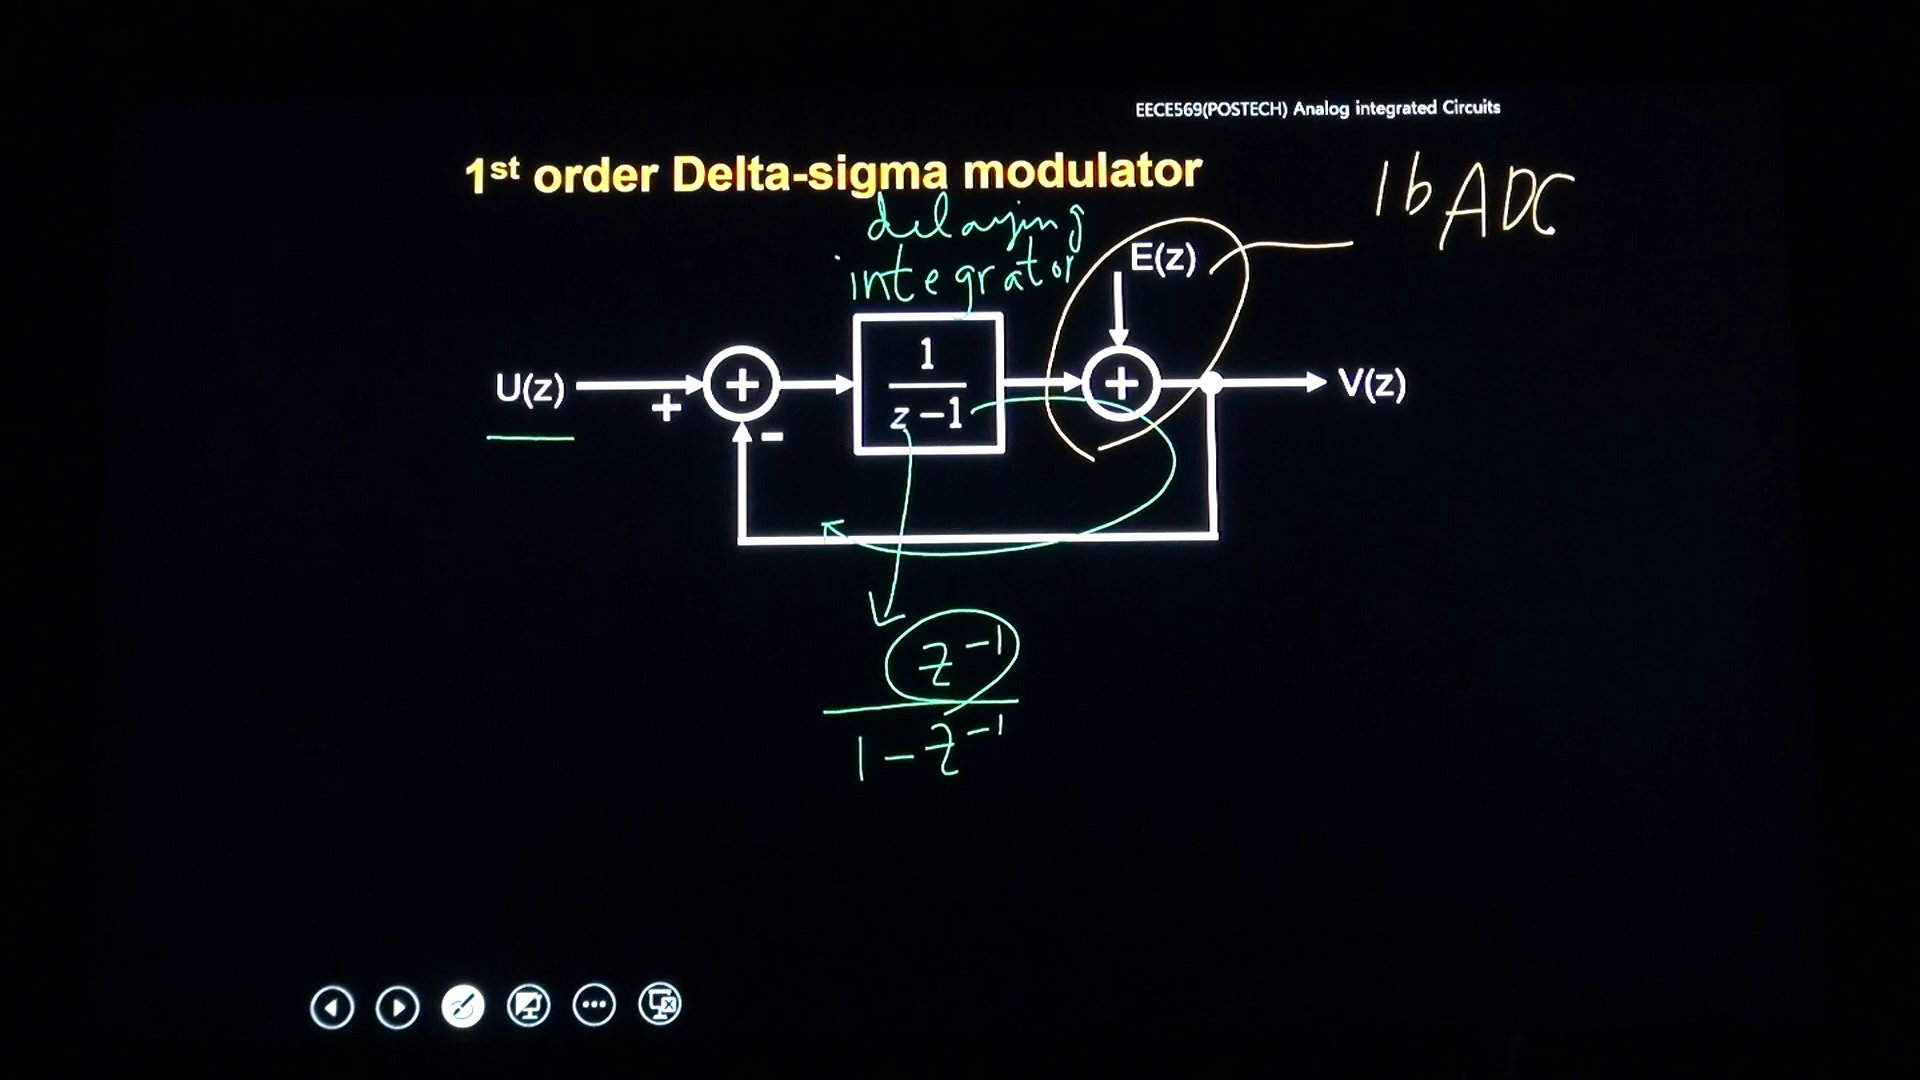 EECE569(POSTECH) Analog integrated Circuits
1st order Delta-sigma modulator
1b ADC
delaying
integrator
E(z)
1
z-1
U(z)
+
+
-
+
V(z)
z^-1
1-z^-1